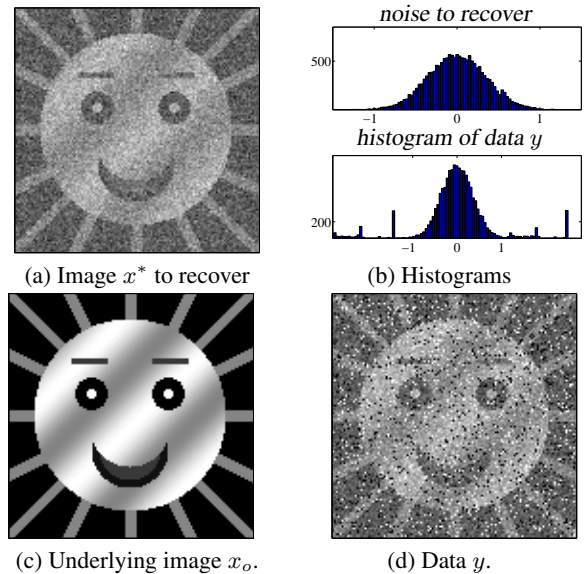 noise to recover
500
−1 0 1
histogram of data y
200
−1 0 1
(a) Image x* to recover
(b) Histograms
(c) Underlying image xₒ.
(d) Data y.